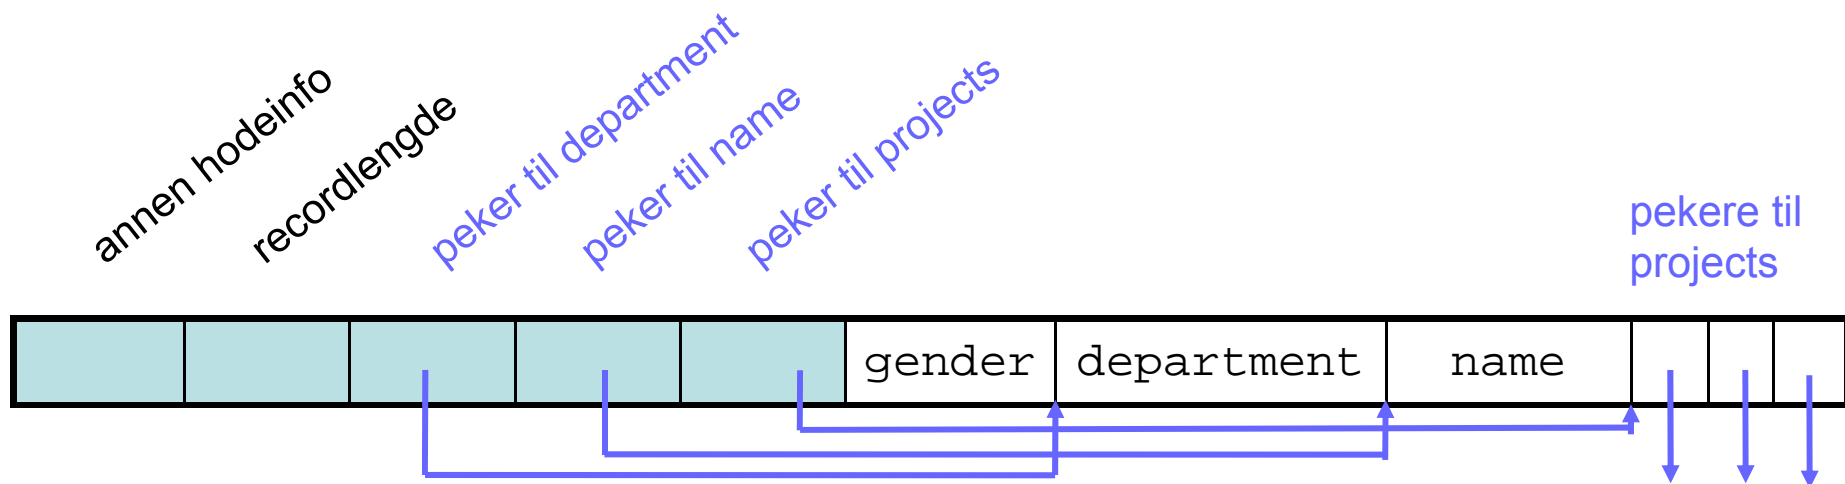 annen hodeinfo
recordlengde
peker til department
peker til name
peker til projects
pekere til
projects
gender
department
name